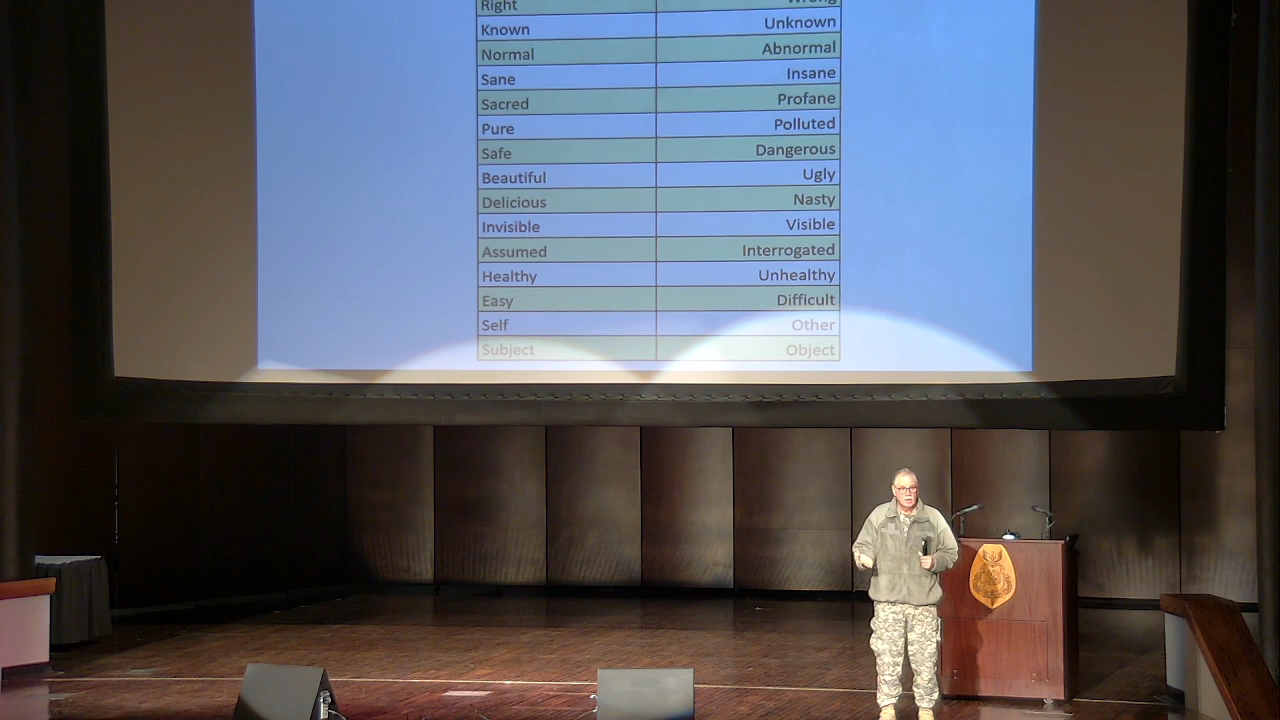 Right Wrong
Known Unknown
Normal Abnormal
Sane Insane
Sacred Profane
Pure Polluted
Safe Dangerous
Beautiful Ugly
Delicious Nasty
Invisible Visible
Assumed Interrogated
Healthy Unhealthy
Easy Difficult
Self Other
Subject Object